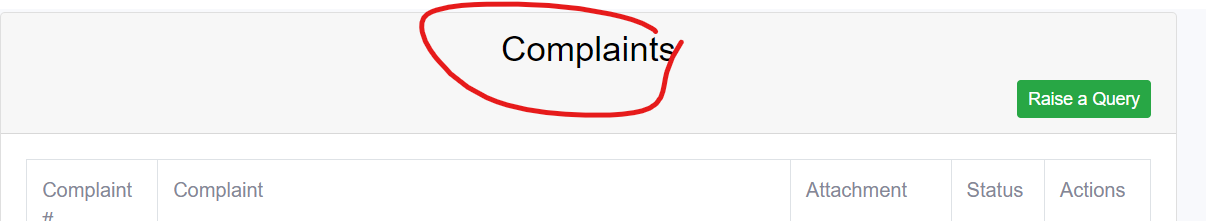 Complaints
Raise a Query
Complaint Complaint Attachment Status Actions
#